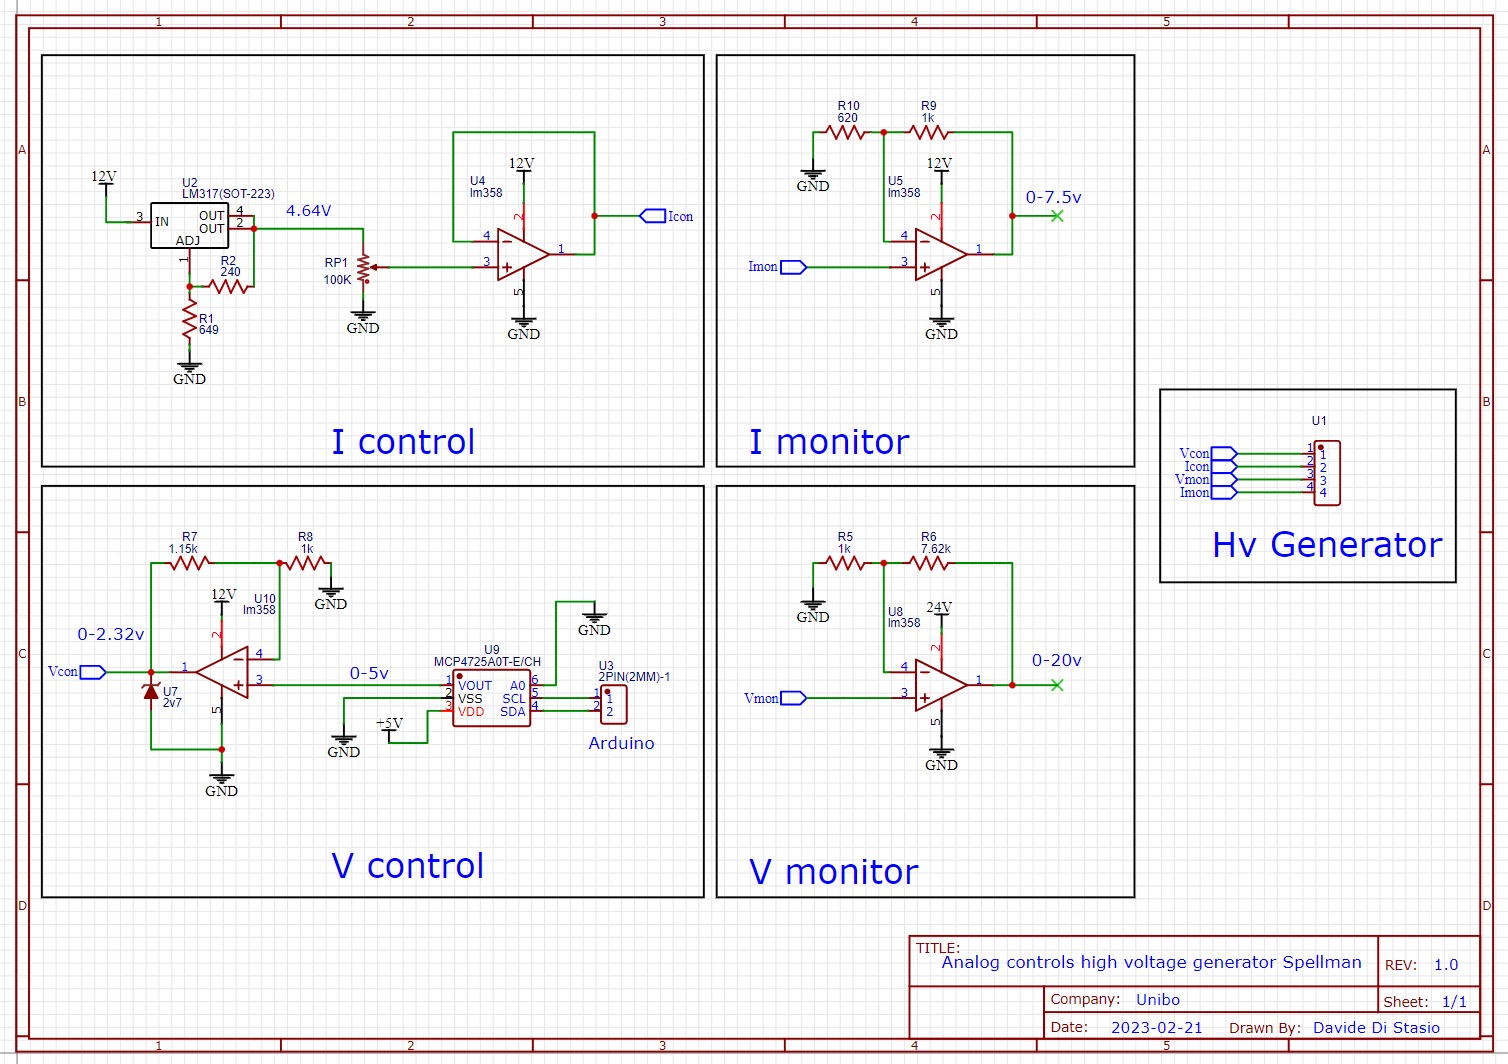 1 2 3 4 5
A
B
C
D
A
B
C
D
12V
U2
LM317(SOT-223)
3 IN
OUT 4
OUT 2
ADJ
1
4.64V
R2
240
R1
649
GND
RP1
100K
GND
U4
lm358
12V
2
4
3
1
5
GND
Icon
I control
R10
620
R9
1k
GND
12V
U5
lm358
2
4
3
1
5
GND
Imon
0-7.5v
I monitor
R7
1.15k
R8
1k
GND
12V
U10
lm358
2
0-2.32v
Vcon
1
4
3
5
U7
2v7
GND
0-5v
U9
MCP4725A0T-E/CH
1 VOUT A0 6
2 VSS SCL 5
3 VDD SDA 4
GND
+5V
GND
U3
2PIN(2MM)-1
1 1
2 2
Arduino
V control
R5
1k
R6
7.62k
GND
U8
lm358
24V
2
4
3
1
5
GND
Vmon
0-20v
V monitor
U1
Vcon 1 1
Icon 2 2
Vmon 3 3
Imon 4 4
Hv Generator
TITLE:
Analog controls high voltage generator Spellman
REV: 1.0
Company: Unibo
Sheet: 1/1
Date: 2023-02-21
Drawn By: Davide Di Stasio
1 2 3 4 5